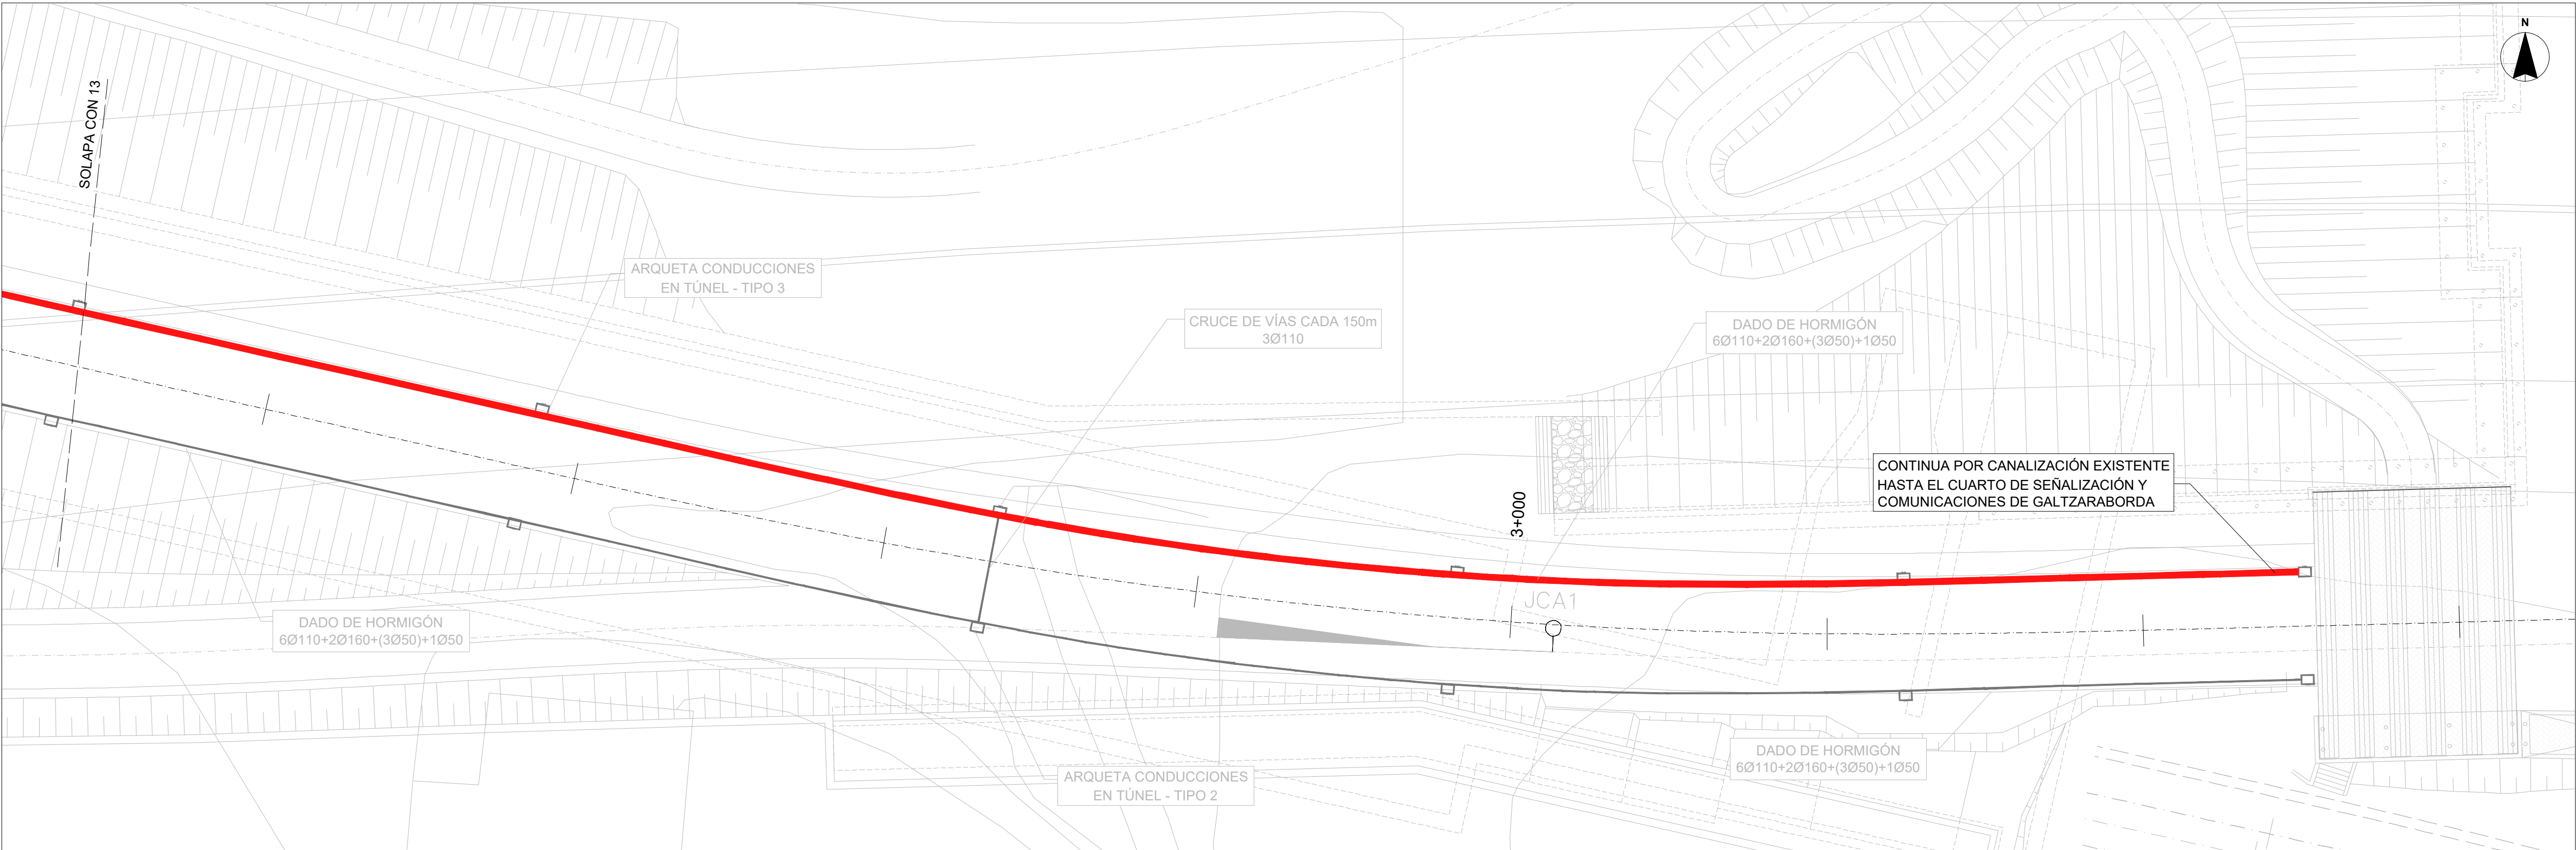 N
SOLAPA CON 13
ARQUETA CONDUCCIONES
EN TÚNEL - TIPO 3
CRUCE DE VÍAS CADA 150m
3Ø110
DADO DE HORMIGÓN
6Ø110+2Ø160+(3Ø50)+1Ø50
CONTINUA POR CANALIZACIÓN EXISTENTE
HASTA EL CUARTO DE SEÑALIZACIÓN Y
COMUNICACIONES DE GALTZARABORDA
3+000
JCA1
DADO DE HORMIGÓN
6Ø110+2Ø160+(3Ø50)+1Ø50
DADO DE HORMIGÓN
6Ø110+2Ø160+(3Ø50)+1Ø50
ARQUETA CONDUCCIONES
EN TÚNEL - TIPO 2